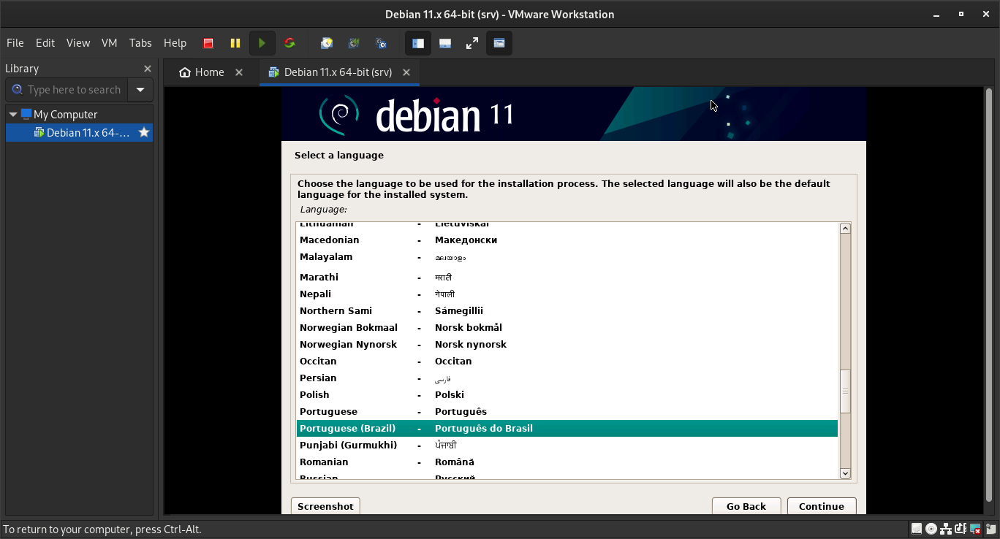 Debian 11.x 64-bit (srv) - VMware Workstation
File Edit View VM Tabs Help
Library
Home
Debian 11.x 64-bit (srv)
Type here to search
My Computer
Debian 11.x 64-...
debian 11
Select a language
Choose the language to be used for the installation process. The selected language will also be the default
language for the installed system.
Language:
Lithuanian - Lietuviškai
Macedonian - Македонски
Malayalam - മലയാളം
Marathi - मराठी
Nepali - नेपाली
Northern Sami - Sámegillii
Norwegian Bokmaal - Norsk bokmål
Norwegian Nynorsk - Norsk nynorsk
Occitan - Occitan
Persian - فارسی
Polish - Polski
Portuguese - Português
Portuguese (Brazil) - Português do Brasil
Punjabi (Gurmukhi) - ਪੰਜਾਬੀ
Romanian - Română
Russian - Русский
Screenshot
Go Back
Continue
To return to your computer, press Ctrl-Alt.